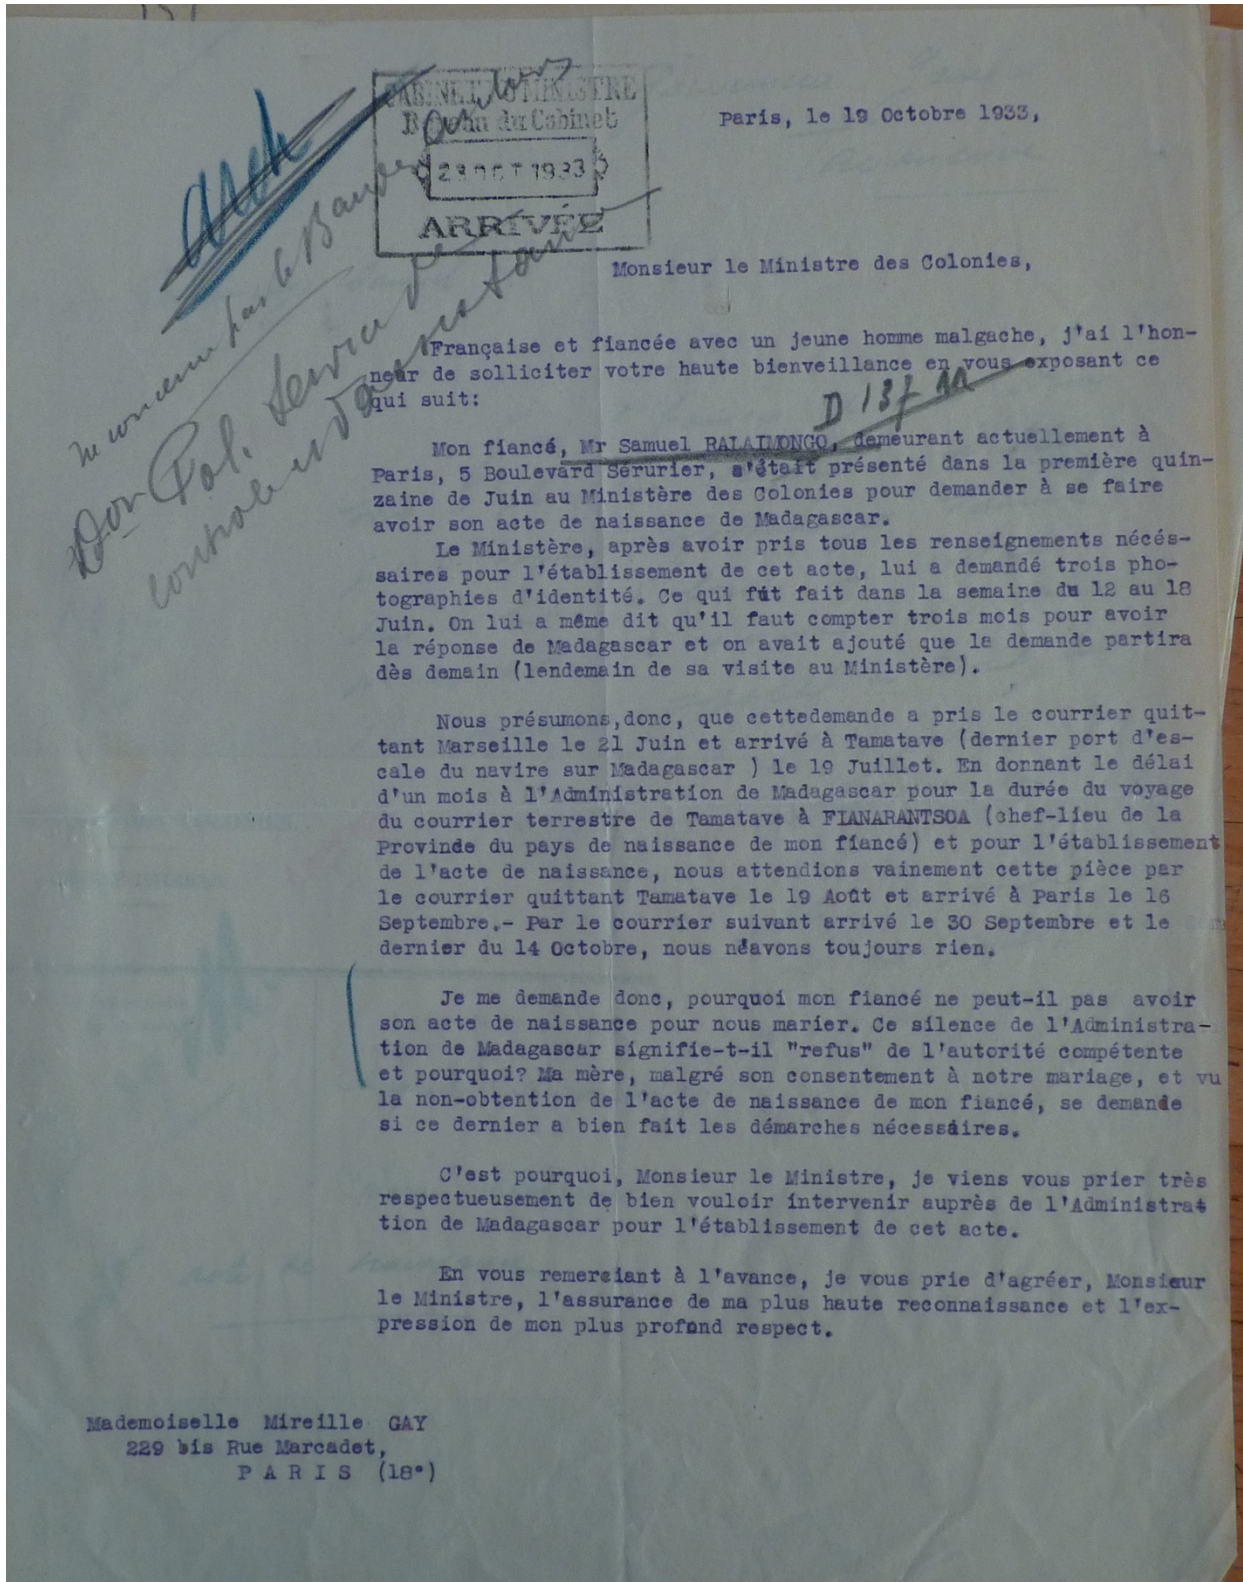 arch
CABINET DU MINISTRE
Bureau du Cabinet
23 OCT 1933
ARRIVÉE
Paris, le 19 Octobre 1933,
Monsieur le Ministre des Colonies,
ne concerne pas le
Pol. Service de
controle
Française et fiancée avec un jeune homme malgache, j'ai l'hon-
neur de solliciter votre haute bienveillance en vous exposant ce
qui suit:
D 137
Mon fiancé, Mr Samuel RALAIMONGO, demeurant actuellement à
Paris, 5 Boulevard Sérurier, s'était présenté dans la première quin-
zaine de Juin au Ministère des Colonies pour demander à se faire
avoir son acte de naissance de Madagascar.
Le Ministère, après avoir pris tous les renseignements nécés-
saires pour l'établissement de cet acte, lui a demandé trois pho-
tographies d'identité. Ce qui fût fait dans la semaine du 12 au 18
Juin. On lui a même dit qu'il faut compter trois mois pour avoir
la réponse de Madagascar et on avait ajouté que la demande partira
dès demain (lendemain de sa visite au Ministère).
Nous présumons,donc, que cettedemande a pris le courrier quit-
tant Marseille le 21 Juin et arrivé à Tamatave (dernier port d'es-
cale du navire sur Madagascar ) le 19 Juillet. En donnant le délai
d'un mois à l'Administration de Madagascar pour la durée du voyage
du courrier terrestre de Tamatave à FIANARANTSOA (chef-lieu de la
Provinde du pays de naissance de mon fiancé) et pour l'établissement
de l'acte de naissance, nous attendions vainement cette pièce par
le courrier quittant Tamatave le 19 Août et arrivé à Paris le 16
Septembre.- Par le courrier suivant arrivé le 30 Septembre et le
dernier du 14 Octobre, nous n'avons toujours rien.
Je me demande donc, pourquoi mon fiancé ne peut-il pas avoir
son acte de naissance pour nous marier. Ce silence de l'Administra-
tion de Madagascar signifie-t-il "refus" de l'autorité compétente
et pourquoi? Ma mère, malgré son consentement à notre mariage, et vu
la non-obtention de l'acte de naissance de mon fiancé, se demande
si ce dernier a bien fait les démarches nécessaires.
C'est pourquoi, Monsieur le Ministre, je viens vous prier très
respectueusement de bien vouloir intervenir auprès de l'Administrat
tion de Madagascar pour l'établissement de cet acte.
En vous remerciant à l'avance, je vous prie d'agréer, Monsieur
le Ministre, l'assurance de ma plus haute reconnaissance et l'ex-
pression de mon plus profond respect.
Mademoiselle Mireille GAY
229 bis Rue Marcadet,
P A R I S (18°)